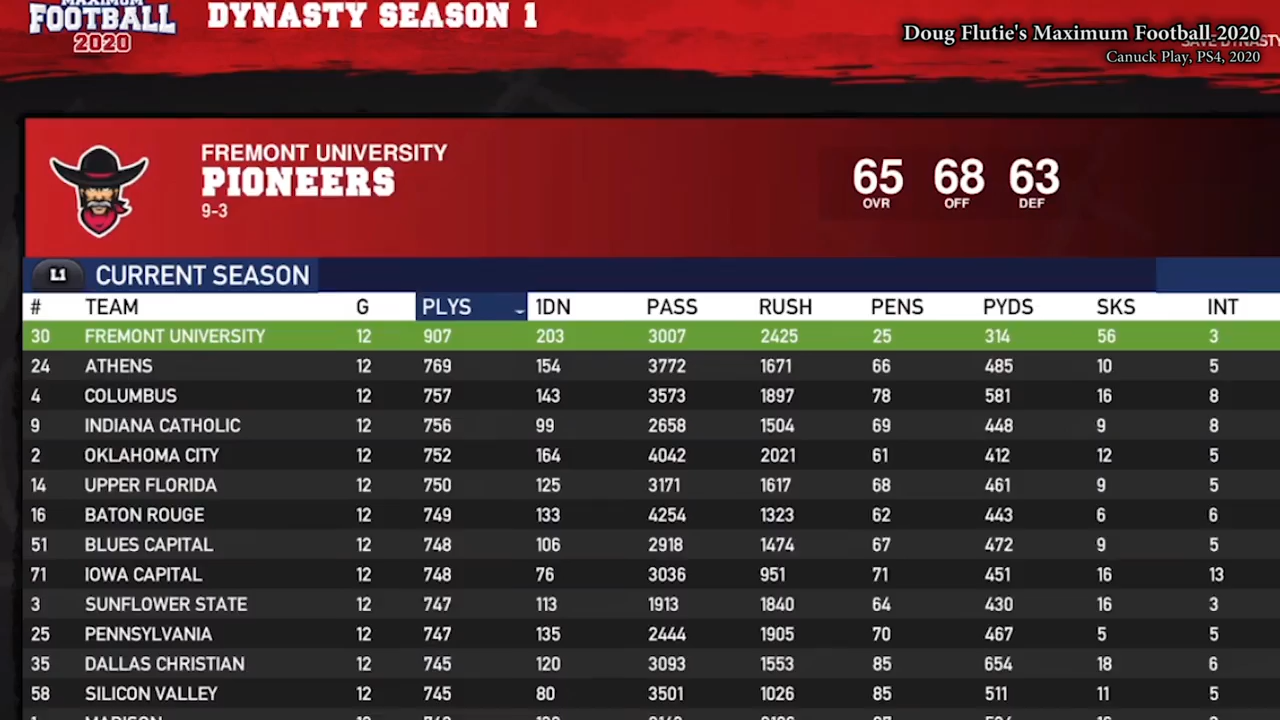 MAXIMUM
FOOTBALL
2020
DYNASTY SEASON 1
Doug Flutie's Maximum Football 2020
SAVE DYNASTY
Canuck Play, PS4, 2020
FREMONT UNIVERSITY
PIONEERS
9-3
65 68 63
OVR OFF DEF
L1 CURRENT SEASON
# TEAM G PLYS 1DN PASS RUSH PENS PYDS SKS INT
30 FREMONT UNIVERSITY 12 907 203 3007 2425 25 314 56 3
24 ATHENS 12 769 154 3772 1671 66 485 10 5
4 COLUMBUS 12 757 143 3573 1897 78 581 16 8
9 INDIANA CATHOLIC 12 756 99 2658 1504 69 448 9 8
2 OKLAHOMA CITY 12 752 164 4042 2021 61 412 12 5
14 UPPER FLORIDA 12 750 125 3171 1617 68 461 9 5
16 BATON ROUGE 12 749 133 4254 1323 62 443 6 6
51 BLUES CAPITAL 12 748 106 2918 1474 67 472 9 5
71 IOWA CAPITAL 12 748 76 3036 951 71 451 16 13
3 SUNFLOWER STATE 12 747 113 1913 1840 64 430 16 3
25 PENNSYLVANIA 12 747 135 2444 1905 70 467 5 5
35 DALLAS CHRISTIAN 12 745 120 3093 1553 85 654 18 6
58 SILICON VALLEY 12 745 80 3501 1026 85 511 11 5
MADISON